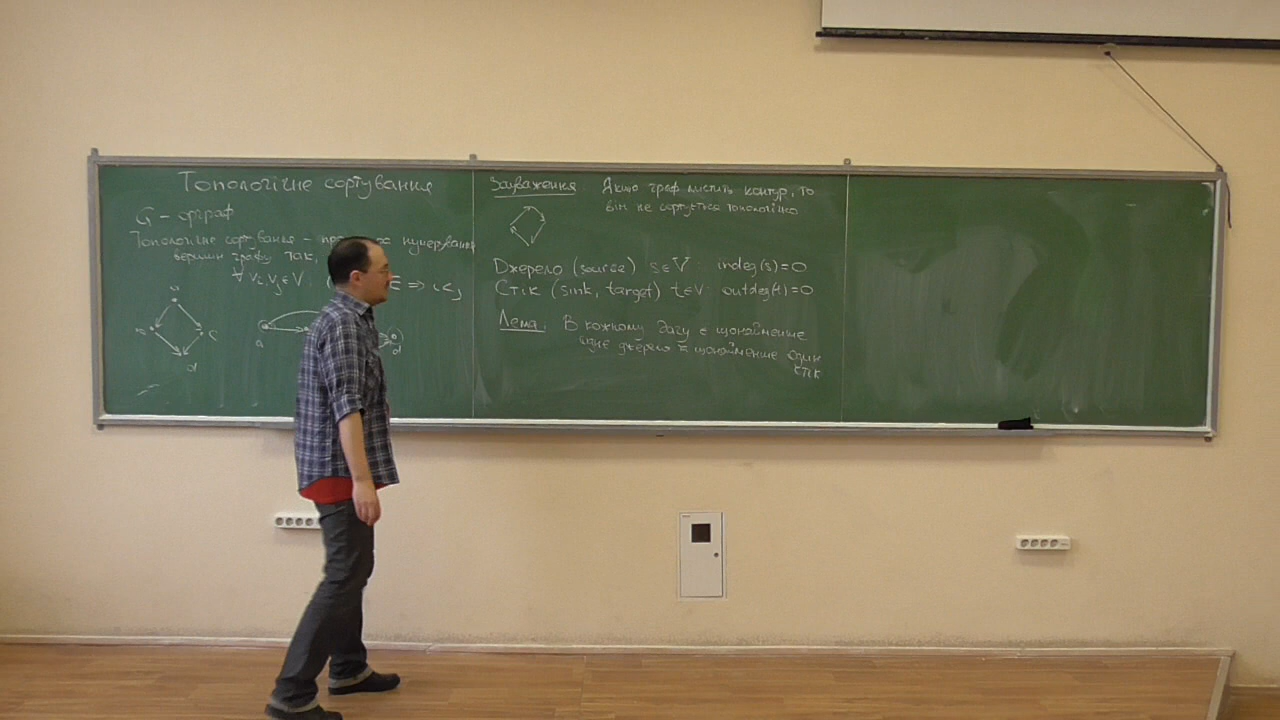 Топологічне сортування
G – орграф
Топологічне сортування – нумерування
вершин графу так,
∀ vᵢ, vⱼ ∈ V: ( E ⇒ i < j
a
c
d
a
d
Зауваження Якщо граф містить контур, то
він не сортується топологічно
Джерело (source) s ∈ V: indeg(s) = 0
Стік (sink, target) t ∈ V: outdeg(t) = 0
Лема. В кожному дагу є щонайменше
одне джерело й щонайменше один
стік